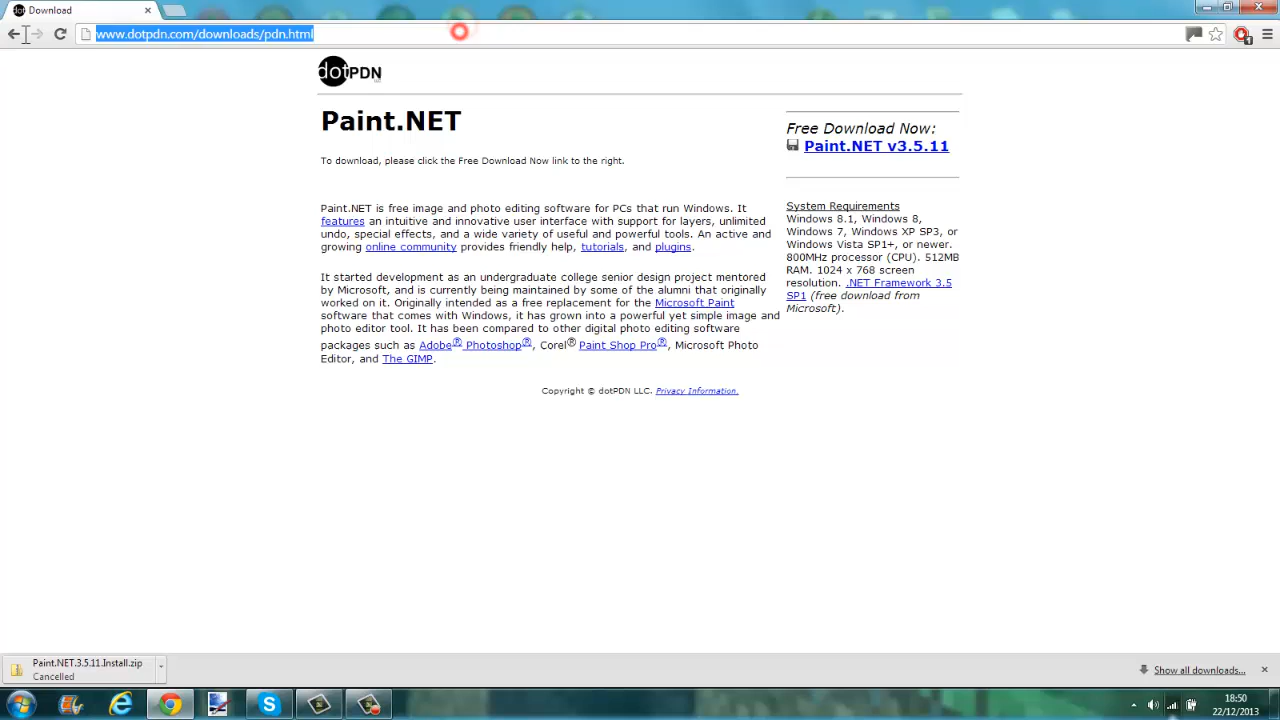 dot Download
www.dotpdn.com/downloads/pdn.html
1
dotPDN
Paint.NET
To download, please click the Free Download Now link to the right.
Paint.NET is free image and photo editing software for PCs that run Windows. It
features an intuitive and innovative user interface with support for layers, unlimited
undo, special effects, and a wide variety of useful and powerful tools. An active and
growing online community provides friendly help, tutorials, and plugins.
It started development as an undergraduate college senior design project mentored
by Microsoft, and is currently being maintained by some of the alumni that originally
worked on it. Originally intended as a free replacement for the Microsoft Paint
software that comes with Windows, it has grown into a powerful yet simple image and
photo editor tool. It has been compared to other digital photo editing software
packages such as Adobe® Photoshop®, Corel® Paint Shop Pro®, Microsoft Photo
Editor, and The GIMP.
Free Download Now:
Paint.NET v3.5.11
System Requirements
Windows 8.1, Windows 8,
Windows 7, Windows XP SP3, or
Windows Vista SP1+, or newer.
800MHz processor (CPU). 512MB
RAM. 1024 x 768 screen
resolution. .NET Framework 3.5
SP1 (free download from
Microsoft).
Copyright © dotPDN LLC. Privacy Information.
Paint.NET.3.5.11.Install.zip
Cancelled
Show all downloads...
18:50
22/12/2013